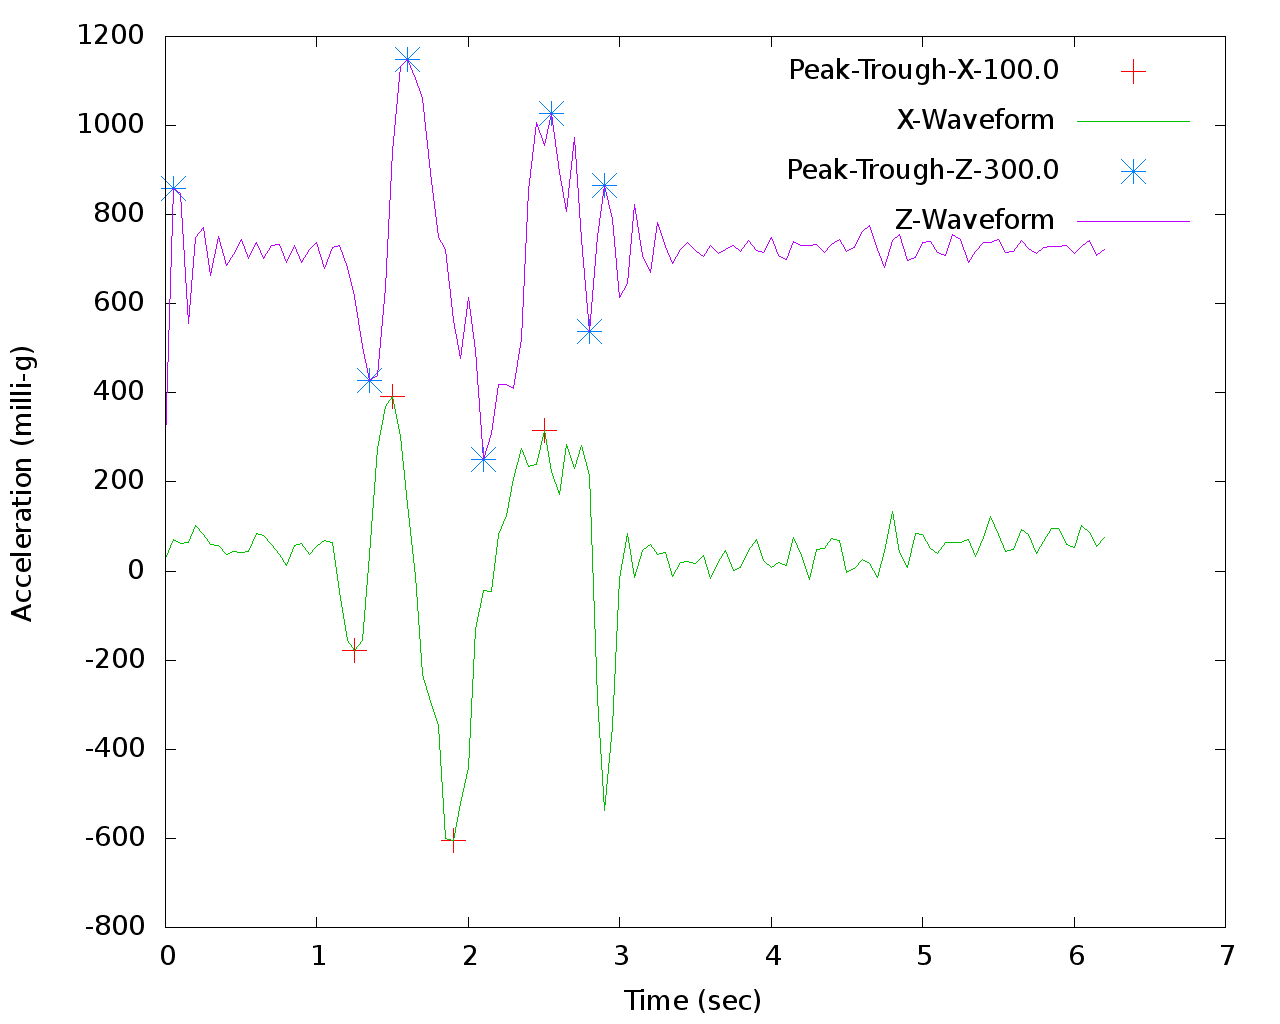 1200
1000
800
600
400
200
0
-200
-400
-600
-800
0 1 2 3 4 5 6 7
Acceleration (milli-g)
Time (sec)
Peak-Trough-X-100.0
X-Waveform
Peak-Trough-Z-300.0
Z-Waveform